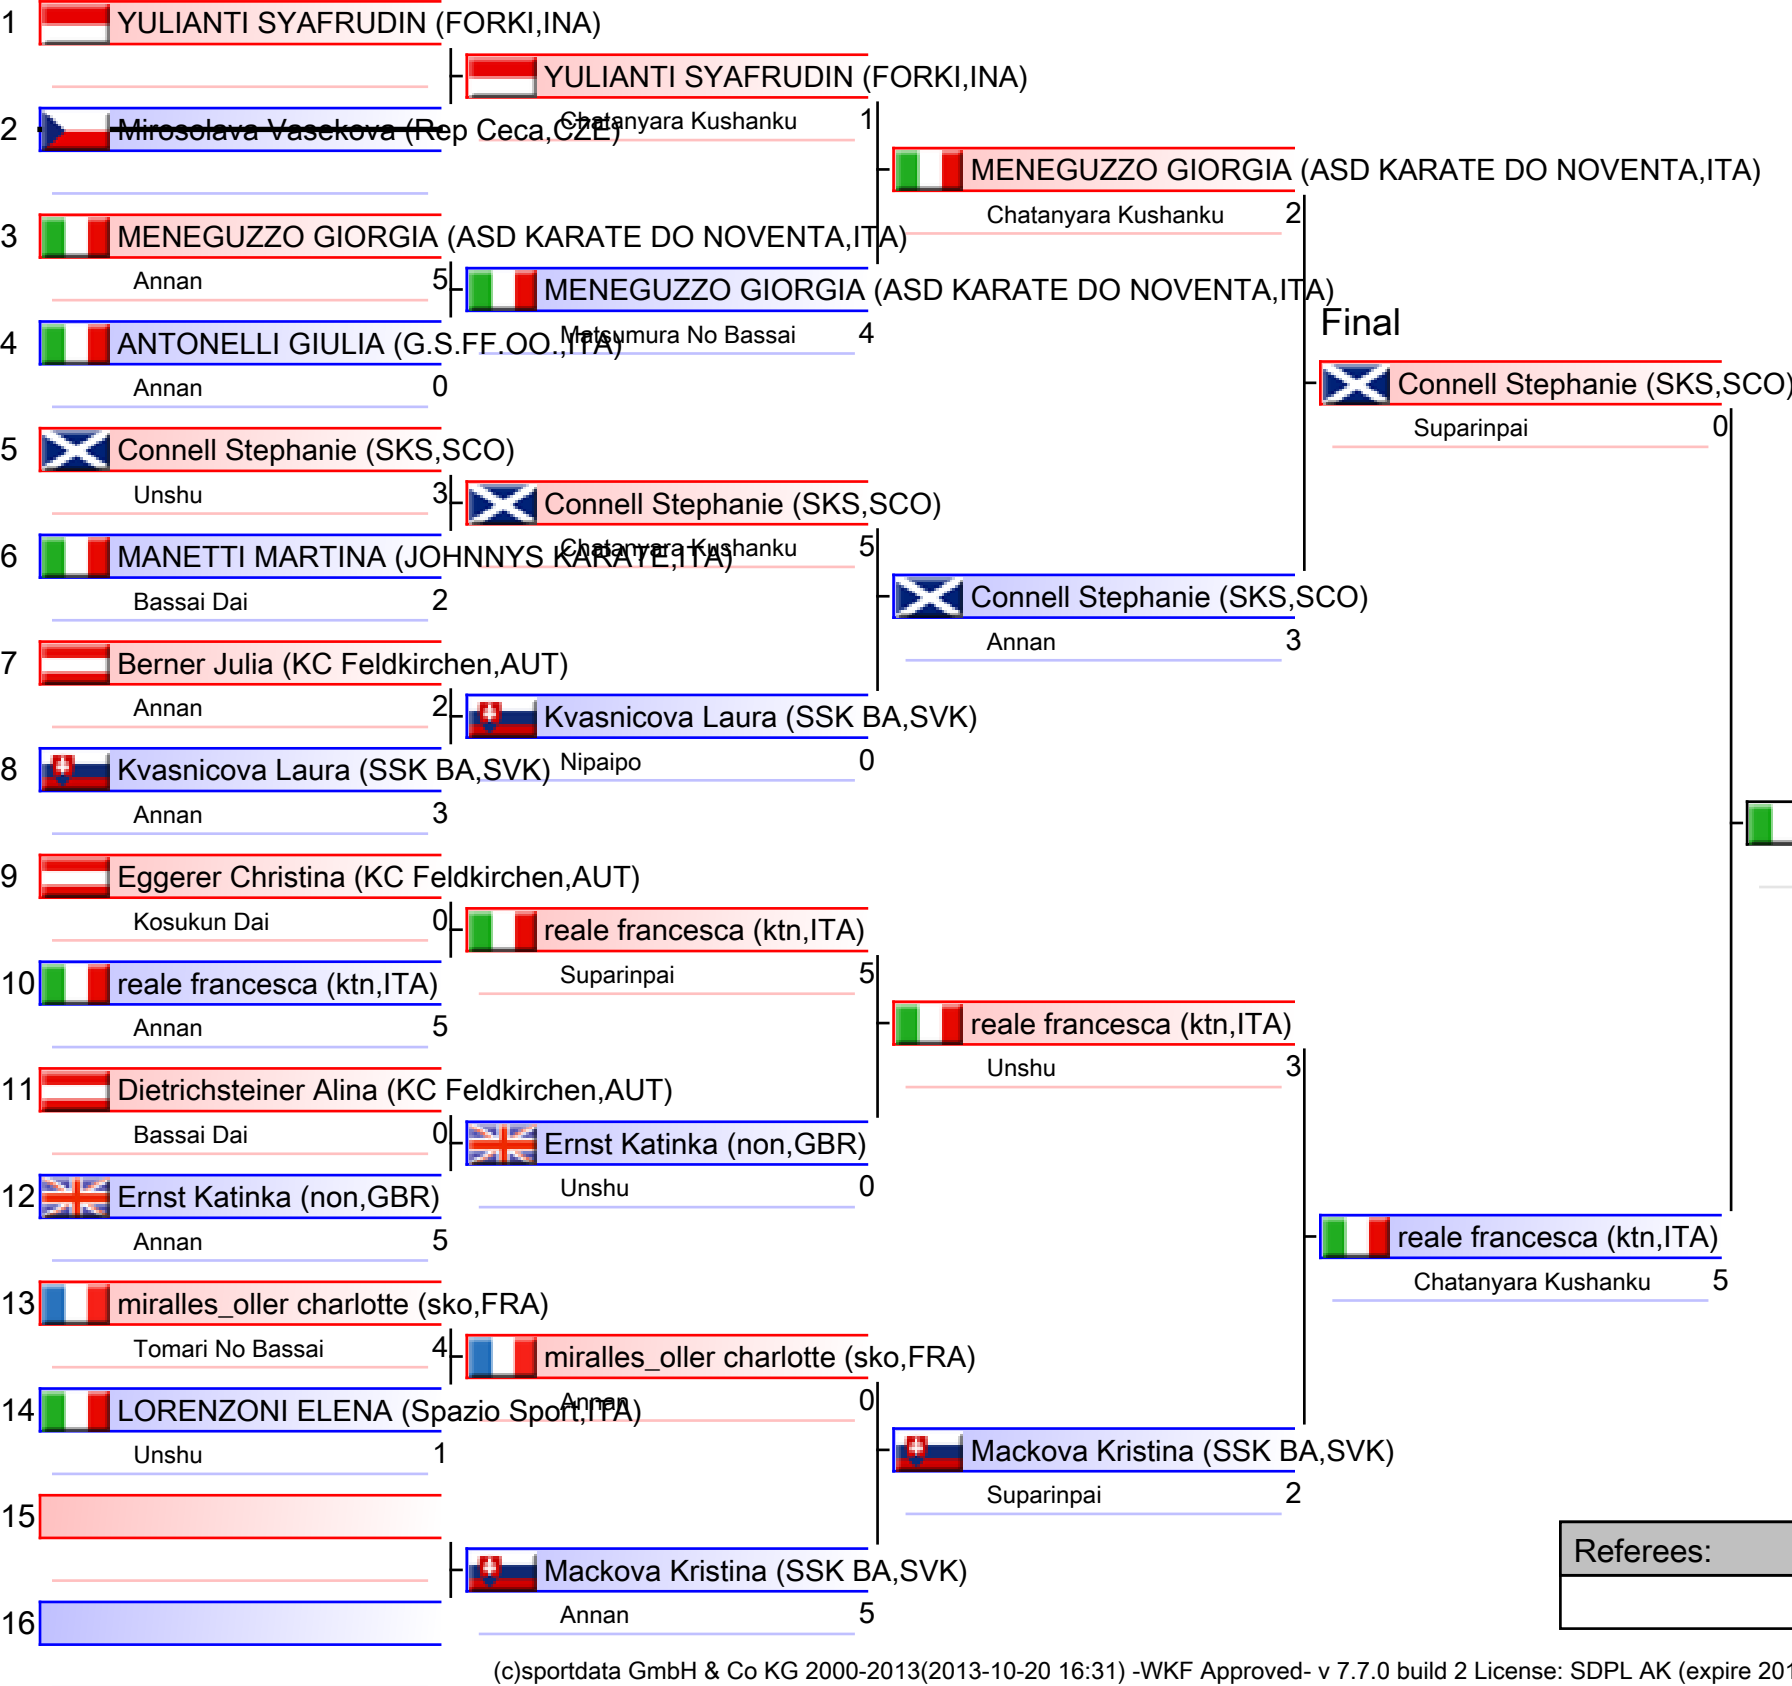 1 YULIANTI SYAFRUDIN (FORKI,INA)
YULIANTI SYAFRUDIN (FORKI,INA)
Chatanyara Kushanku 1
2 Mirosolava Vasekova (Rep Ceca,CZE)
MENEGUZZO GIORGIA (ASD KARATE DO NOVENTA,ITA)
Chatanyara Kushanku 2
3 MENEGUZZO GIORGIA (ASD KARATE DO NOVENTA,ITA)
Annan 5
MENEGUZZO GIORGIA (ASD KARATE DO NOVENTA,ITA)
Matsumura No Bassai 4
Final
4 ANTONELLI GIULIA (G.S.FF.OO.,ITA)
Annan 0
Connell Stephanie (SKS,SCO)
Suparinpai 0
5 Connell Stephanie (SKS,SCO)
Unshu 3
Connell Stephanie (SKS,SCO)
Chatanyara Kushanku 5
6 MANETTI MARTINA (JOHNNYS KARATE,ITA)
Bassai Dai 2
Connell Stephanie (SKS,SCO)
Annan 3
7 Berner Julia (KC Feldkirchen,AUT)
Annan 2
Kvasnicova Laura (SSK BA,SVK)
Nipaipo 0
8 Kvasnicova Laura (SSK BA,SVK)
Annan 3
9 Eggerer Christina (KC Feldkirchen,AUT)
Kosukun Dai 0
reale francesca (ktn,ITA)
Suparinpai 5
10 reale francesca (ktn,ITA)
Annan 5
reale francesca (ktn,ITA)
Unshu 3
11 Dietrichsteiner Alina (KC Feldkirchen,AUT)
Bassai Dai 0
Ernst Katinka (non,GBR)
Unshu 0
12 Ernst Katinka (non,GBR)
Annan 5
reale francesca (ktn,ITA)
Chatanyara Kushanku 5
13 miralles_oller charlotte (sko,FRA)
Tomari No Bassai 4
miralles_oller charlotte (sko,FRA)
Annan 0
14 LORENZONI ELENA (Spazio Sport,ITA)
Unshu 1
Mackova Kristina (SSK BA,SVK)
Suparinpai 2
15
Mackova Kristina (SSK BA,SVK)
Annan 5
16
Referees:
(c)sportdata GmbH & Co KG 2000-2013(2013-10-20 16:31) -WKF Approved- v 7.7.0 build 2 License: SDPL AK (expire 201